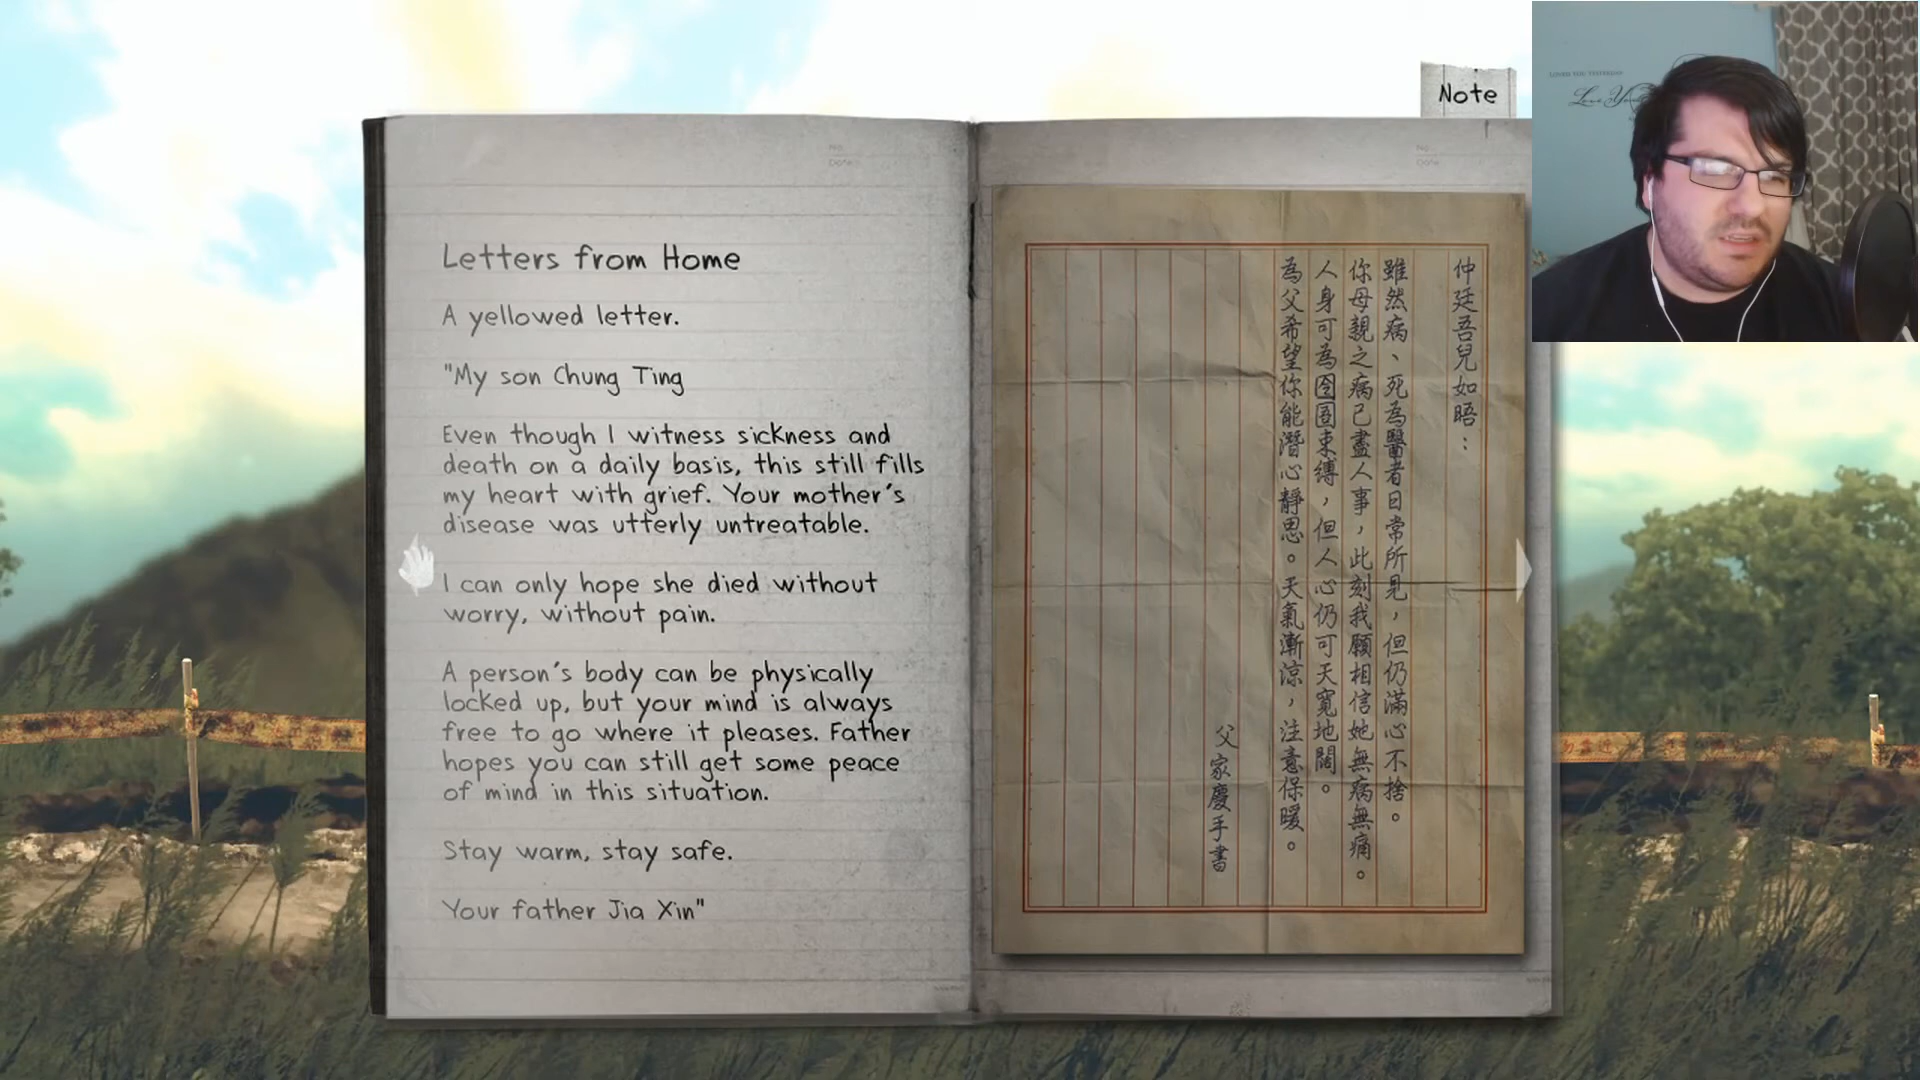 Note
Letters from Home
A yellowed letter.
"My son Chung Ting
Even though I witness sickness and
death on a daily basis, this still fills
my heart with grief. Your mother's
disease was utterly untreatable.
I can only hope she died without
worry, without pain.
A person's body can be physically
locked up, but your mind is always
free to go where it pleases. Father
hopes you can still get some peace
of mind in this situation.
Stay warm, stay safe.
Your father Jia Xin"
No.
Date
No.
Date
仲廷吾兒如晤：
雖然病、死為醫者日常所見，但仍滿心不捨。
你母親之病已盡人事，此刻我願相信她無病無痛。
人身可為囹圄束縛，但人心仍可天寬地闊。
為父希望你能潛心靜思。天氣漸涼，注意保暖。
父家慶手書
LOVED YOU YESTERDAY